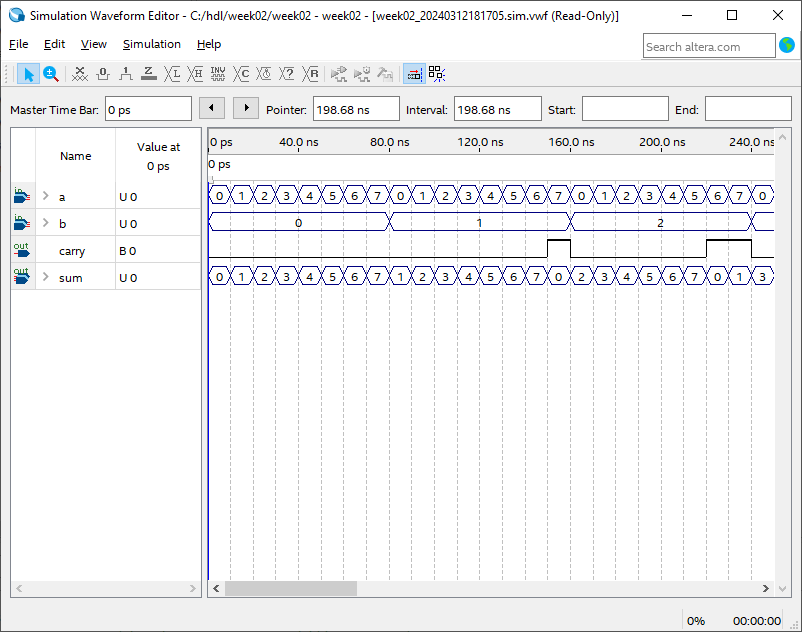 Simulation Waveform Editor - C:/hdl/week02/week02 - week02 - [week02_20240312181705.sim.vwf (Read-Only)]
File Edit View Simulation Help
Search altera.com
Master Time Bar: 0 ps Pointer: 198.68 ns Interval: 198.68 ns Start: End:
Name Value at 0 ps
0 ps 40.0 ns 80.0 ns 120.0 ns 160.0 ns 200.0 ns 240.0 ns
0 ps
a U 0 0 1 2 3 4 5 6 7 0 1 2 3 4 5 6 7 0 1 2 3 4 5 6 7 0
b U 0 0 1 2
carry B 0
sum U 0 0 1 2 3 4 5 6 7 1 2 3 4 5 6 7 0 2 3 4 5 6 7 0 1 3
0% 00:00:00